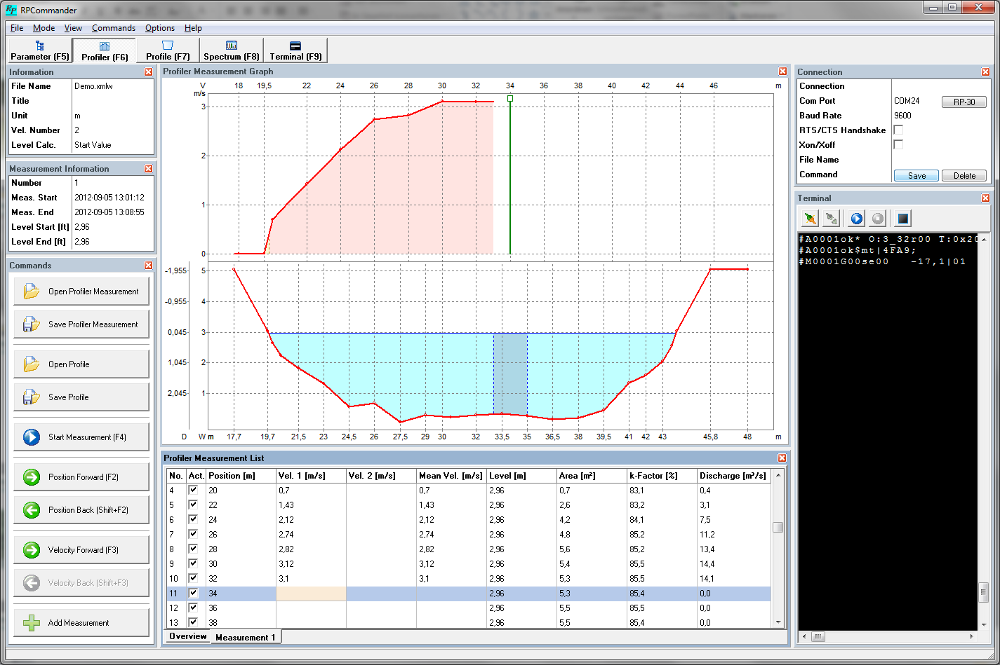 RPCommander
File Mode View Commands Options Help
Parameter (F5) Profiler (F6) Profile (F7) Spectrum (F8) Terminal (F9)
Information
File Name Demo.xmlw
Title
Unit m
Vel. Number 2
Level Calc. Start Value
Measurement Information
Number 1
Meas. Start 2012-09-05 13:01:12
Meas. End 2012-09-05 13:08:55
Level Start [ft] 2,96
Level End [ft] 2,96
Commands
Open Profiler Measurement
Save Profiler Measurement
Open Profile
Save Profile
Start Measurement (F4)
Position Forward (F2)
Position Back (Shift+F2)
Velocity Forward (F3)
Velocity Back (Shift+F3)
Add Measurement
Profiler Measurement Graph
V 18 19,5 22 24 26 28 30 32 34 36 38 40 42 44 46 m
m/s
3
2
1
0
-1,955 5
-0,955 4
0,045 3
1,045 2
2,045 1
D W m 17,7 19,7 21,5 23 24,5 26 27,5 29 30,5 32 33,5 35 36,5 38 39,5 41 42 43 45,8 48 m
Profiler Measurement List
No. Act. Position [m] Vel. 1 [m/s] Vel. 2 [m/s] Mean Vel. [m/s] Level [m] Area [m²] k-Factor [%] Discharge [m³/s]
4 20 0,7 0,7 2,96 0,7 83,1 0,4
5 22 1,43 1,43 2,96 2,6 83,2 3,1
6 24 2,12 2,12 2,96 4,2 84,1 7,5
7 26 2,74 2,74 2,96 4,8 85,2 11,2
8 28 2,82 2,82 2,96 5,6 85,2 13,4
9 30 3,12 3,12 2,96 5,4 85,5 14,4
10 32 3,1 3,1 2,96 5,3 85,5 14,1
11 34 2,96 5,3 85,4 0,0
12 36 2,96 5,5 85,5 0,0
13 38 2,96 5,5 85,4 0,0
Overview Measurement 1
Connection
Connection
Com Port COM24 RP-30
Baud Rate 9600
RTS/CTS Handshake
Xon/Xoff
File Name
Command Save Delete
Terminal
#A0001ok* O:3_32r00 T:0x20
#A0001ok$mt|4FA9;
#M0001G00se00 -17,1|01